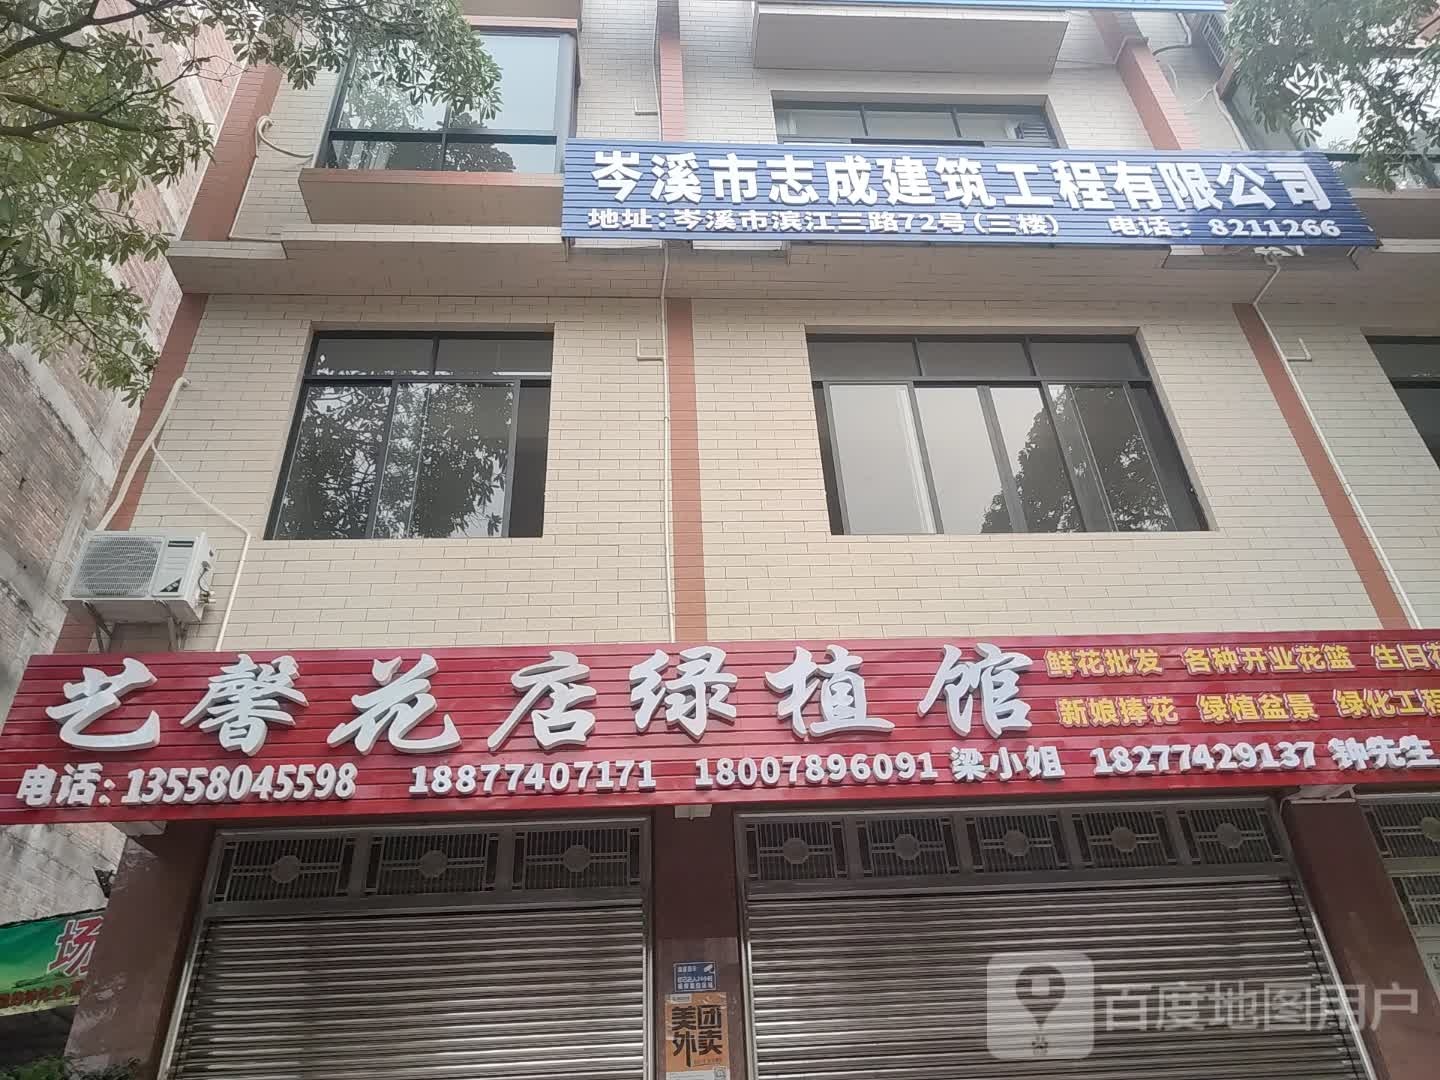 岑溪市志成建筑工程有限公司
地址:岑溪市滨江三路72号(三楼) 电话:8211266
艺馨花店绿植馆
鲜花批发 各种开业花篮 生日花
新娘捧花 绿植盆景 绿化工程
电话:13558045598 18877407171 18007896091 梁小姐 18277429137 钟先生
场
美团
外卖
百度地图用户